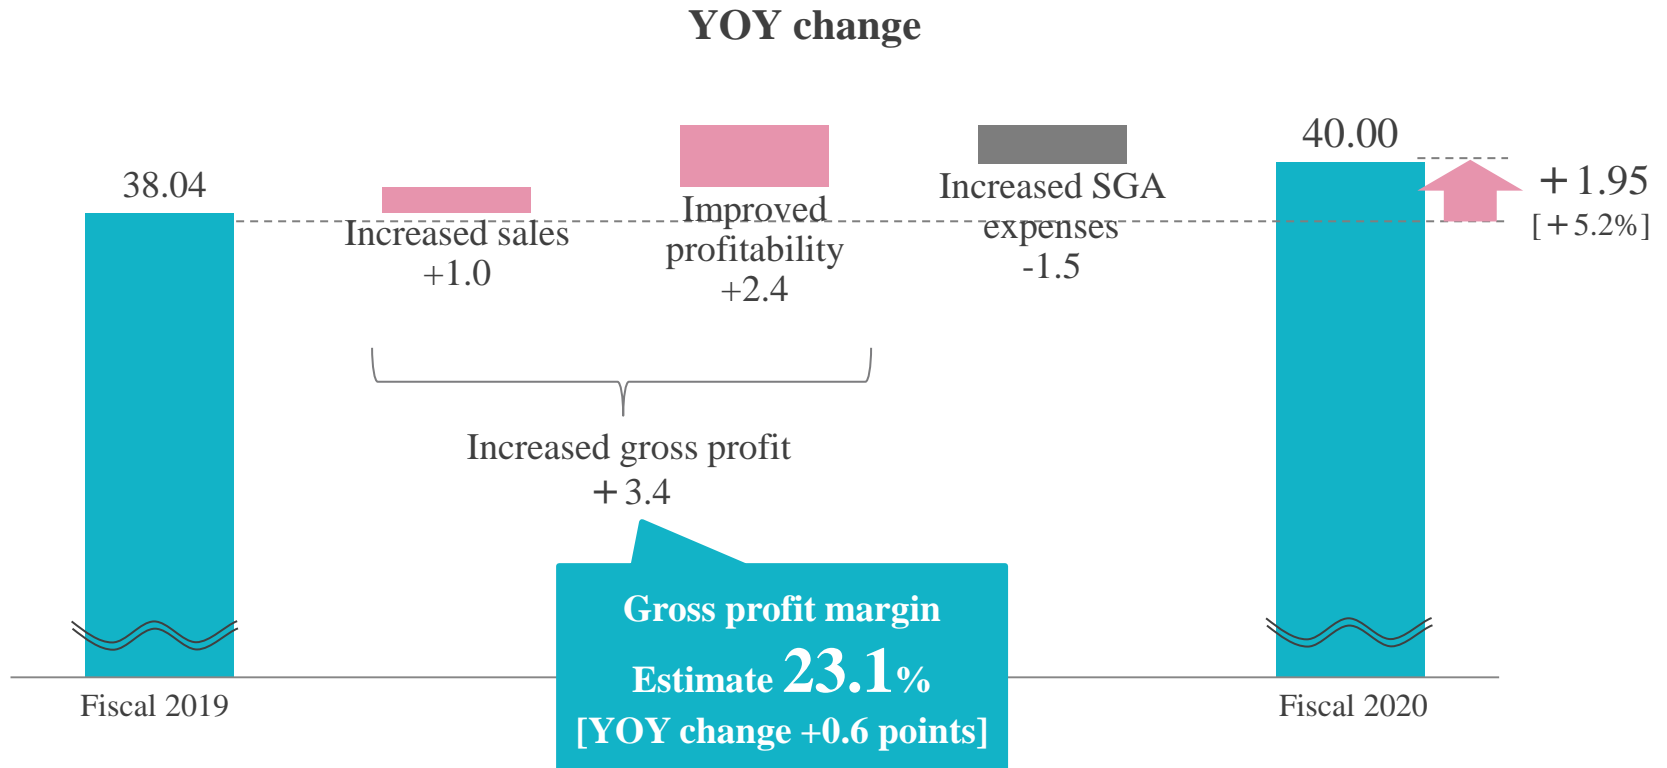 YOY change
38.04
Increased sales
+1.0
Improved
profitability
+2.4
Increased SGA
expenses
-1.5
40.00
+1.95
[+5.2%]
Increased gross profit
+3.4
Gross profit margin
Estimate 23.1%
[YOY change +0.6 points]
Fiscal 2019
Fiscal 2020